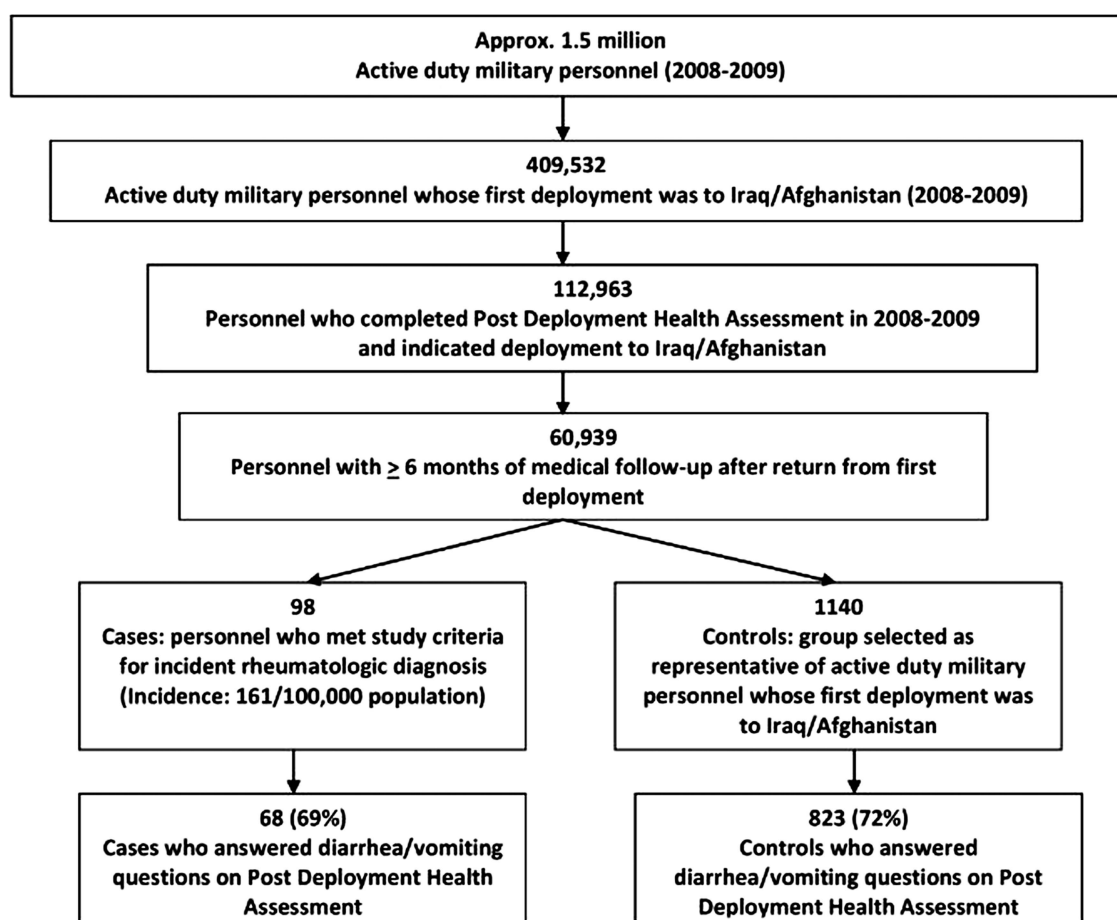 Approx. 1.5 million
Active duty military personnel (2008-2009)
409,532
Active duty military personnel whose first deployment was to Iraq/Afghanistan (2008-2009)
112,963
Personnel who completed Post Deployment Health Assessment in 2008-2009
and indicated deployment to Iraq/Afghanistan
60,939
Personnel with ≥ 6 months of medical follow-up after return from first
deployment
98
Cases: personnel who met study criteria
for incident rheumatologic diagnosis
(Incidence: 161/100,000 population)
1140
Controls: group selected as
representative of active duty military
personnel whose first deployment was
to Iraq/Afghanistan
68 (69%)
Cases who answered diarrhea/vomiting
questions on Post Deployment Health
Assessment
823 (72%)
Controls who answered
diarrhea/vomiting questions on Post
Deployment Health Assessment